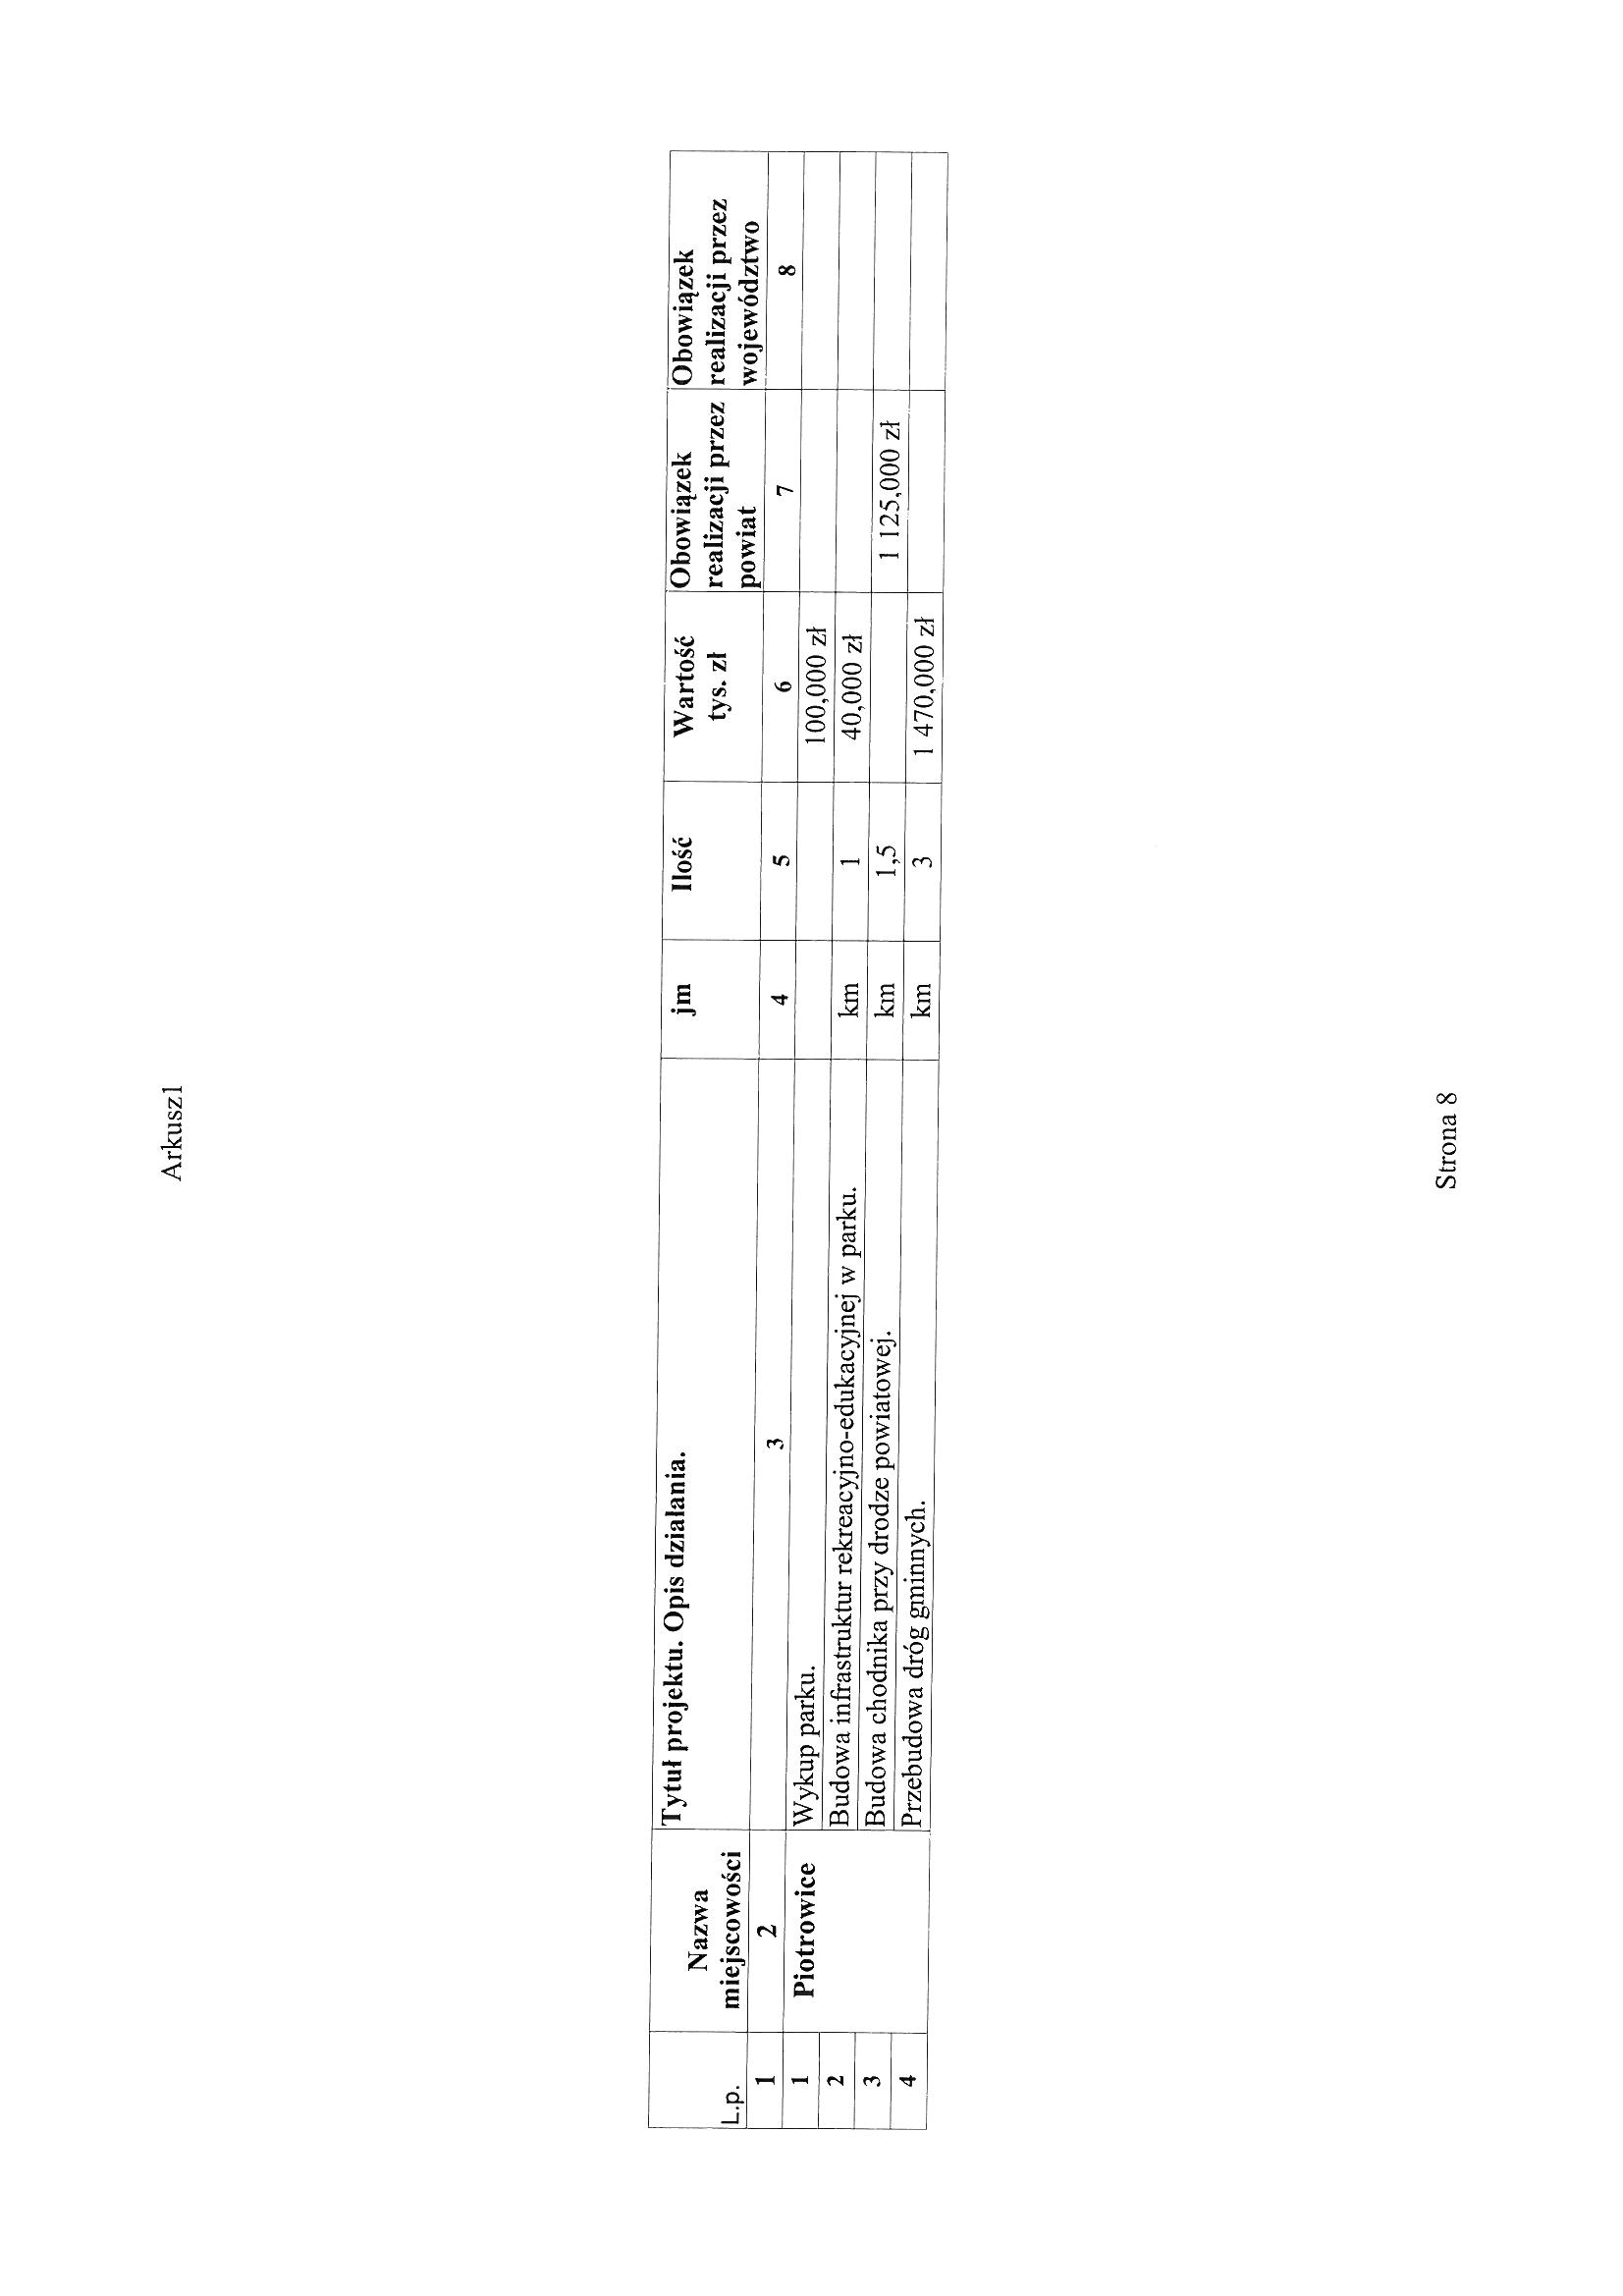 Arkusz1
L.p. Nazwa miejscowości Tytuł projektu. Opis działania. jm Ilość Wartość tys. zł Obowiązek realizacji przez powiat Obowiązek realizacji przez województwo
1 2 3 4 5 6 7 8
1 Piotrowice Wykup parku. 100,000 zł
2 Budowa infrastruktur rekreacyjno-edukacyjnej w parku. km 1 40,000 zł
3 Budowa chodnika przy drodze powiatowej. km 1,5 1 125,000 zł
4 Przebudowa dróg gminnych. km 3 1 470,000 zł
Strona 8